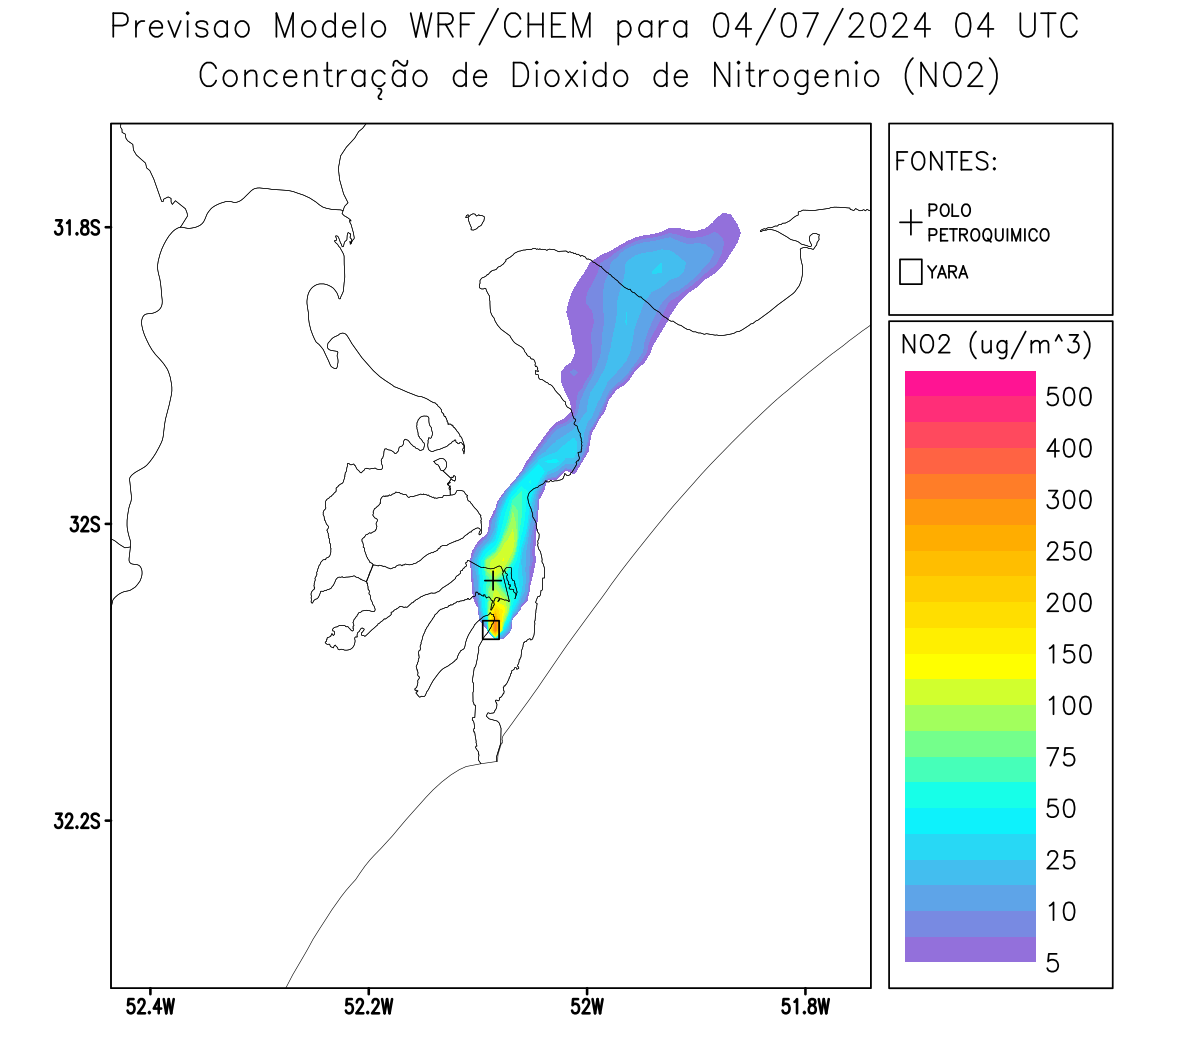 Previsao Modelo WRF/CHEM para 04/07/2024 04 UTC
Concentração de Dioxido de Nitrogenio (NO2)
FONTES:
POLO
PETROQUIMICO
YARA
NO2 (ug/m^3)
500
400
300
250
200
150
100
75
50
25
10
5
31.8S
32S
32.2S
52.4W
52.2W
52W
51.8W